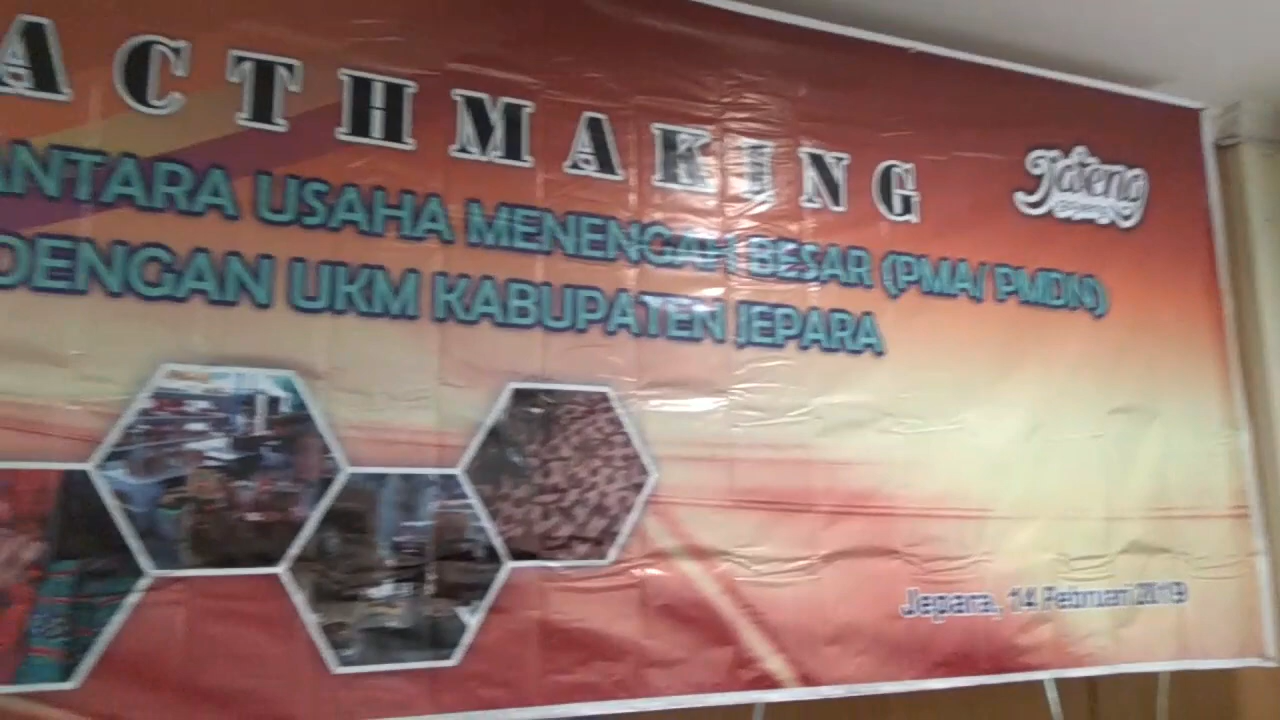 ACTHMAKING
Jateng
ANTARA USAHA MENENGAH BESAR (PMA/ PMDN)
DENGAN UKM KABUPATEN JEPARA
Jepara, 14 Februari 2019